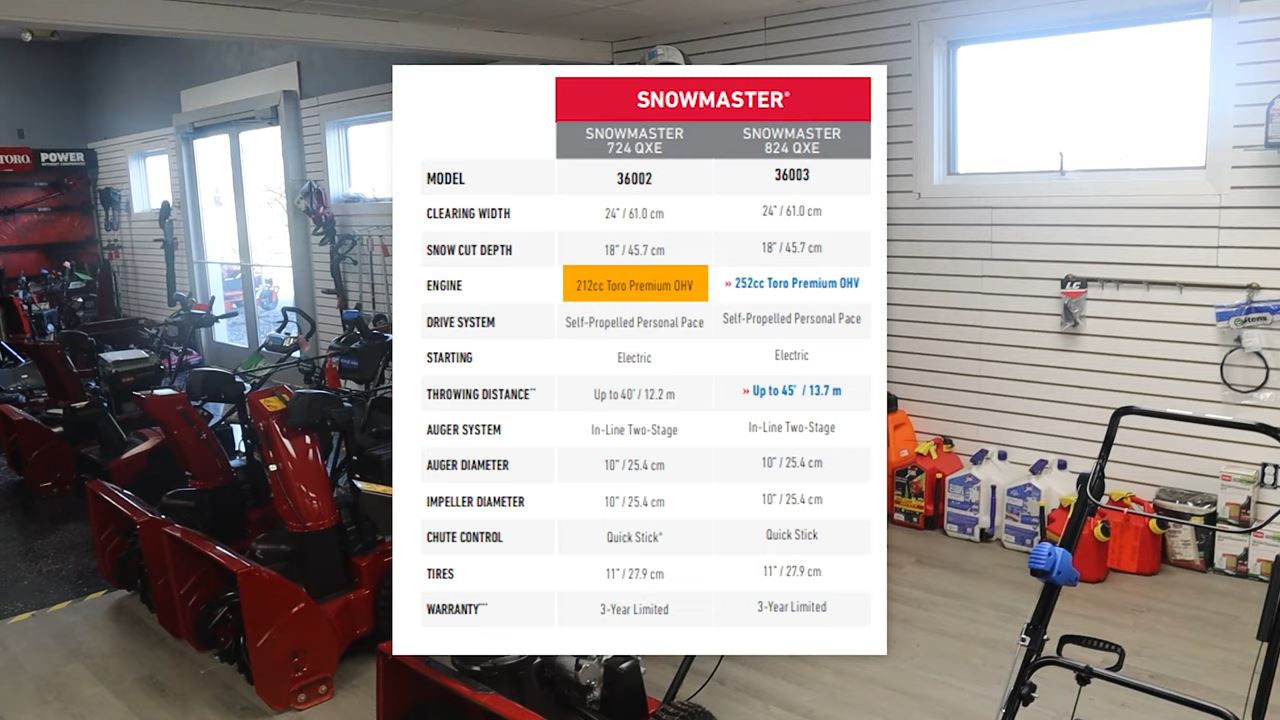 SNOWMASTER®
SNOWMASTER 724 QXE SNOWMASTER 824 QXE
MODEL 36002 36003
CLEARING WIDTH 24" / 61.0 cm 24" / 61.0 cm
SNOW CUT DEPTH 18" / 45.7 cm 18" / 45.7 cm
ENGINE 212cc Toro Premium OHV » 252cc Toro Premium OHV
DRIVE SYSTEM Self-Propelled Personal Pace Self-Propelled Personal Pace
STARTING Electric Electric
THROWING DISTANCE** Up to 40' / 12.2 m » Up to 45' / 13.7 m
AUGER SYSTEM In-Line Two-Stage In-Line Two-Stage
AUGER DIAMETER 10" / 25.4 cm 10" / 25.4 cm
IMPELLER DIAMETER 10" / 25.4 cm 10" / 25.4 cm
CHUTE CONTROL Quick Stick® Quick Stick
TIRES 11" / 27.9 cm 11" / 27.9 cm
WARRANTY*** 3-Year Limited 3-Year Limited
TORO POWER
LG